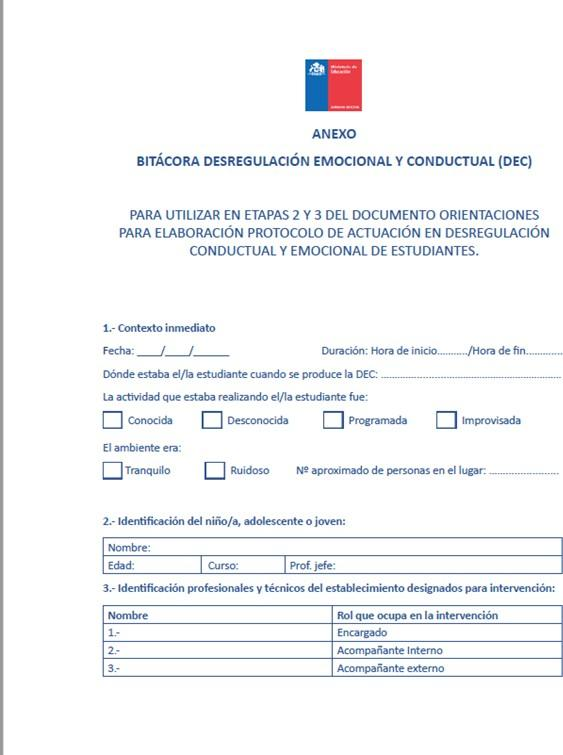 Ministerio de
Educación
ANEXO
BITÁCORA DESREGULACIÓN EMOCIONAL Y CONDUCTUAL (DEC)
PARA UTILIZAR EN ETAPAS 2 Y 3 DEL DOCUMENTO ORIENTACIONES
PARA ELABORACIÓN PROTOCOLO DE ACTUACIÓN EN DESREGULACIÓN
CONDUCTUAL Y EMOCIONAL DE ESTUDIANTES.
1.- Contexto inmediato
Fecha: ____/____/______ Duración: Hora de inicio.........../Hora de fin.............
Dónde estaba el/la estudiante cuando se produce la DEC: ..............................................................
La actividad que estaba realizando el/la estudiante fue:
Conocida Desconocida Programada Improvisada
El ambiente era:
Tranquilo Ruidoso Nº aproximado de personas en el lugar: ........................
2.- Identificación del niño/a, adolescente o joven:
Nombre:
Edad: Curso: Prof. jefe:
3.- Identificación profesionales y técnicos del establecimiento designados para intervención:
Nombre Rol que ocupa en la intervención
1.- Encargado
2.- Acompañante Interno
3.- Acompañante externo